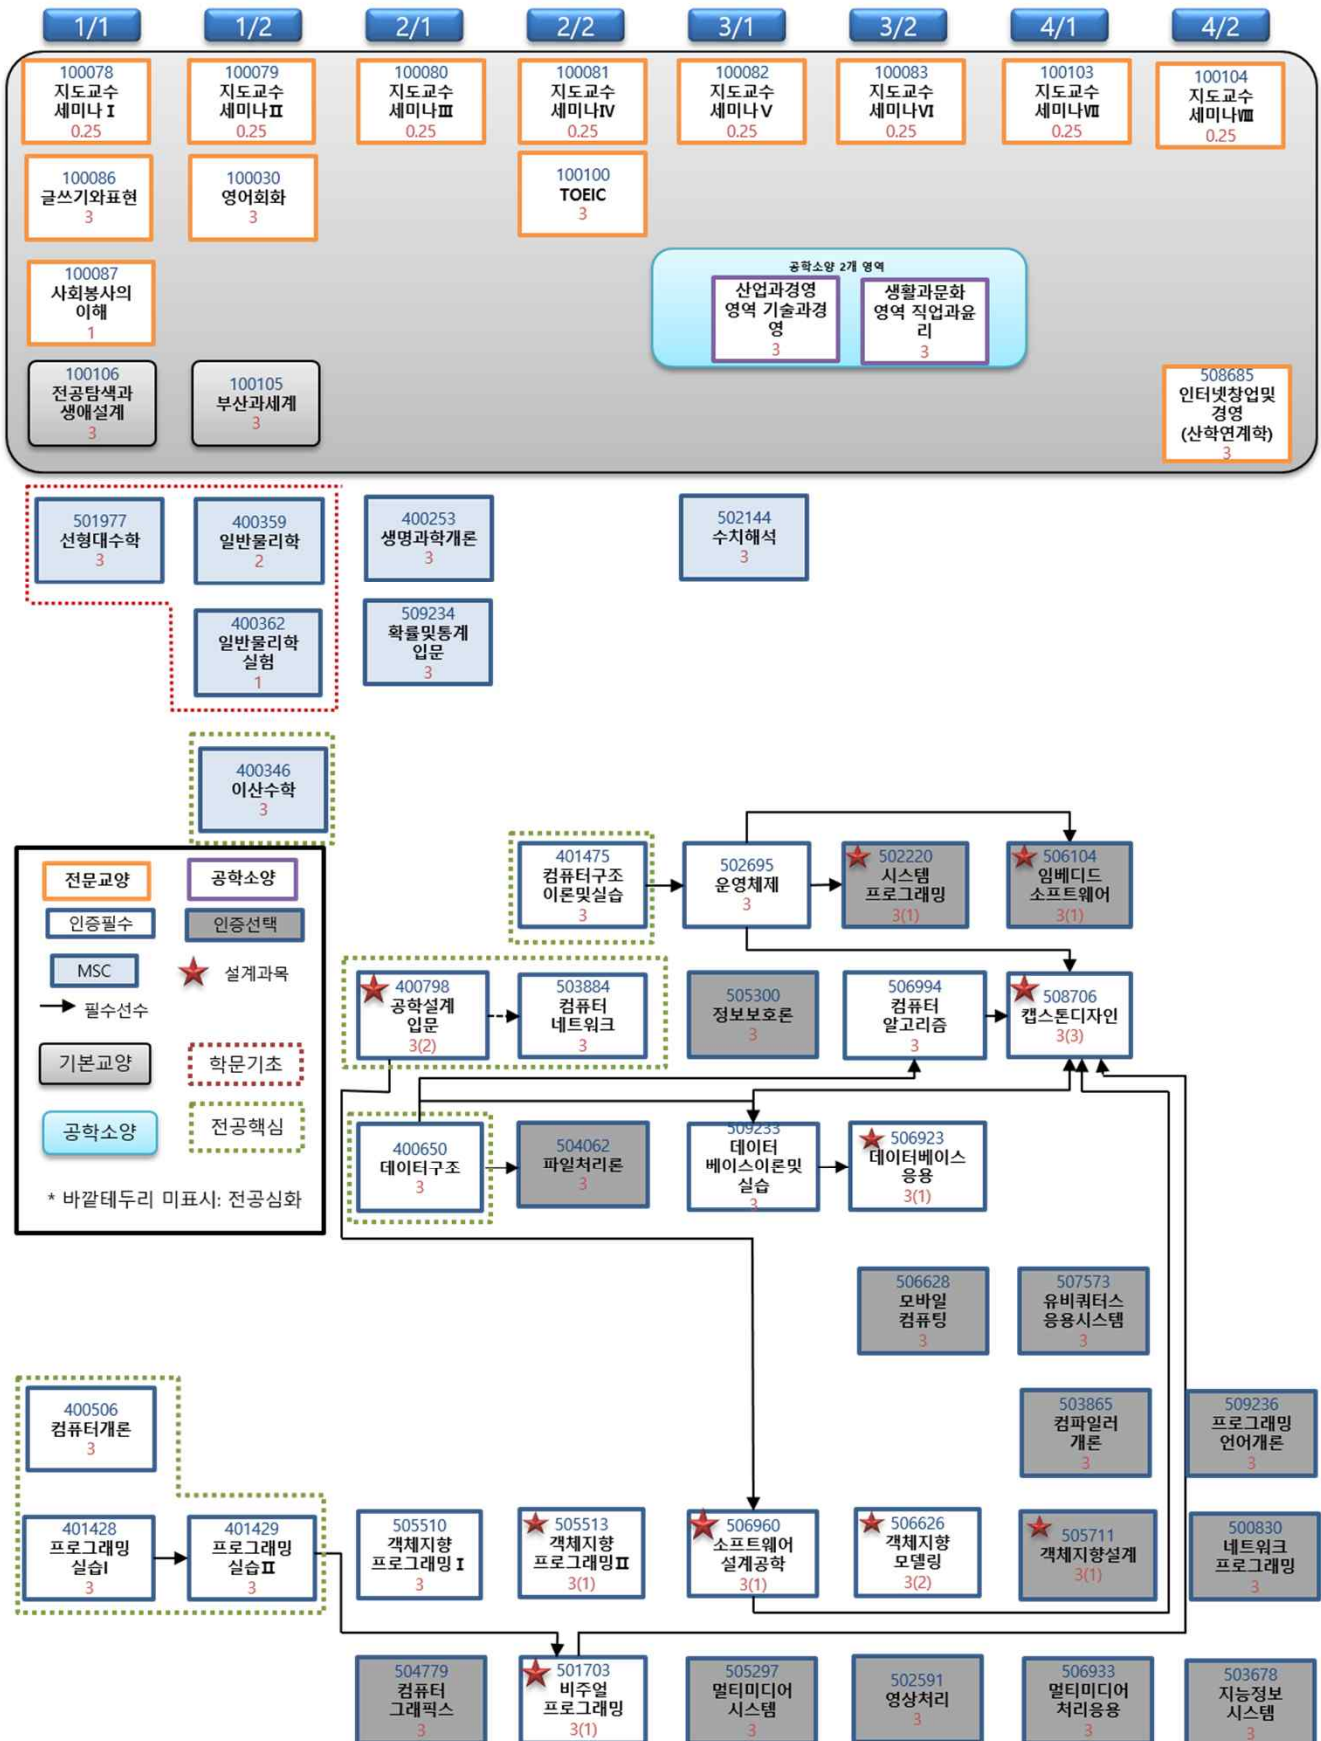 1/1
1/2
2/1
2/2
3/1
3/2
4/1
4/2
100078
지도교수
세미나 Ⅰ
0.25
100079
지도교수
세미나Ⅱ
0.25
100080
지도교수
세미나Ⅲ
0.25
100081
지도교수
세미나Ⅳ
0.25
100082
지도교수
세미나Ⅴ
0.25
100083
지도교수
세미나Ⅵ
0.25
100103
지도교수
세미나Ⅶ
0.25
100104
지도교수
세미나Ⅷ
0.25
100086
글쓰기와표현
3
100030
영어회화
3
100100
TOEIC
3
100087
사회봉사의
이해
1
공학소양 2개 영역
산업과경영
영역 기술과경
영
3
생활과문화
영역 직업과윤
리
3
100106
전공탐색과
생애설계
3
100105
부산과세계
3
508685
인터넷창업및
경영
(산학연계학)
3
501977
선형대수학
3
400359
일반물리학
2
400253
생명과학개론
3
502144
수치해석
3
400362
일반물리학
실험
1
509234
확률및통계
입문
3
400346
이산수학
3
전문교양
공학소양
인증필수
인증선택
MSC
설계과목
필수선수
기본교양
학문기초
공학소양
전공핵심
* 바깥테두리 미표시: 전공심화
401475
컴퓨터구조
이론및실습
3
502695
운영체제
3
502220
시스템
프로그래밍
3(1)
506104
임베디드
소프트웨어
3(1)
400798
공학설계
입문
3(2)
503884
컴퓨터
네트워크
3
505300
정보보호론
3
506994
컴퓨터
알고리즘
3
508706
캡스톤디자인
3(3)
400650
데이터구조
3
504062
파일처리론
3
509233
데이터
베이스이론및
실습
3
506923
데이터베이스
응용
3(1)
506628
모바일
컴퓨팅
3
507573
유비쿼터스
응용시스템
3
400506
컴퓨터개론
3
503865
컴파일러
개론
3
509236
프로그래밍
언어개론
3
401428
프로그래밍
실습Ⅰ
3
401429
프로그래밍
실습Ⅱ
3
505510
객체지향
프로그래밍 Ⅰ
3
505513
객체지향
프로그래밍Ⅱ
3(1)
506960
소프트웨어
설계공학
3(1)
506626
객체지향
모델링
3(2)
505711
객체지향설계
3(1)
500830
네트워크
프로그래밍
3
504779
컴퓨터
그래픽스
3
501703
비주얼
프로그래밍
3(1)
505297
멀티미디어
시스템
3
502591
영상처리
3
506933
멀티미디어
처리응용
3
503678
지능정보
시스템
3